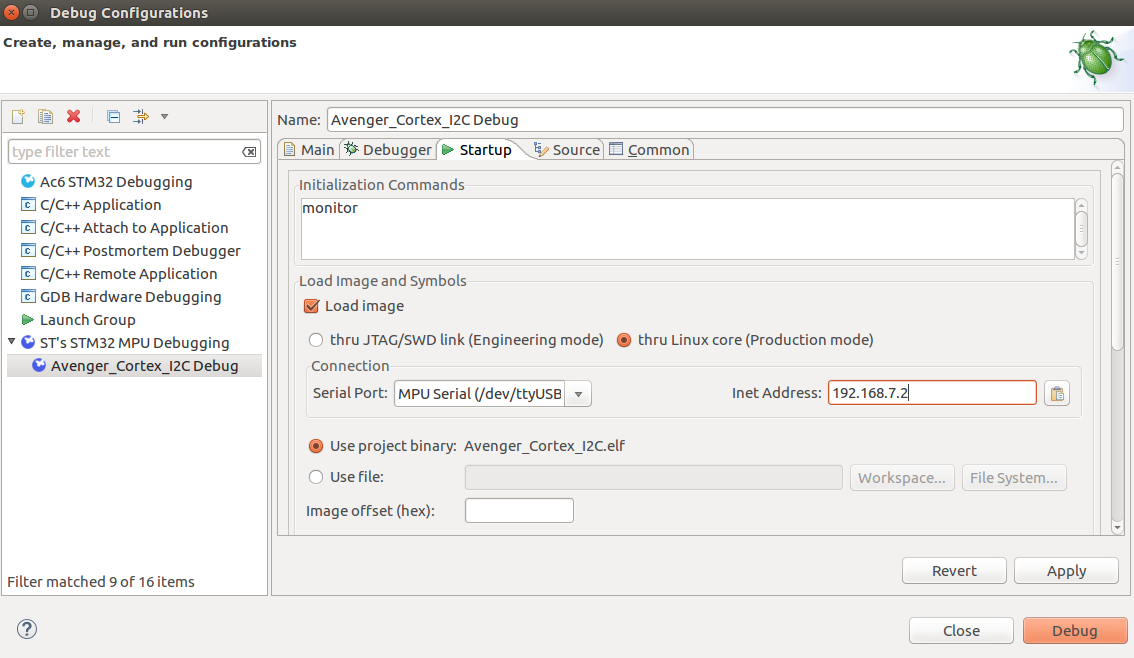 Debug Configurations
Create, manage, and run configurations
type filter text
Ac6 STM32 Debugging
C/C++ Application
C/C++ Attach to Application
C/C++ Postmortem Debugger
C/C++ Remote Application
GDB Hardware Debugging
Launch Group
ST's STM32 MPU Debugging
Avenger_Cortex_I2C Debug
Filter matched 9 of 16 items
Name: Avenger_Cortex_I2C Debug
Main Debugger Startup Source Common
Initialization Commands
monitor
Load Image and Symbols
Load image
thru JTAG/SWD link (Engineering mode) thru Linux core (Production mode)
Connection
Serial Port: MPU Serial (/dev/ttyUSB Inet Address: 192.168.7.2
Use project binary: Avenger_Cortex_I2C.elf
Use file: Workspace... File System...
Image offset (hex):
Revert Apply
? Close Debug